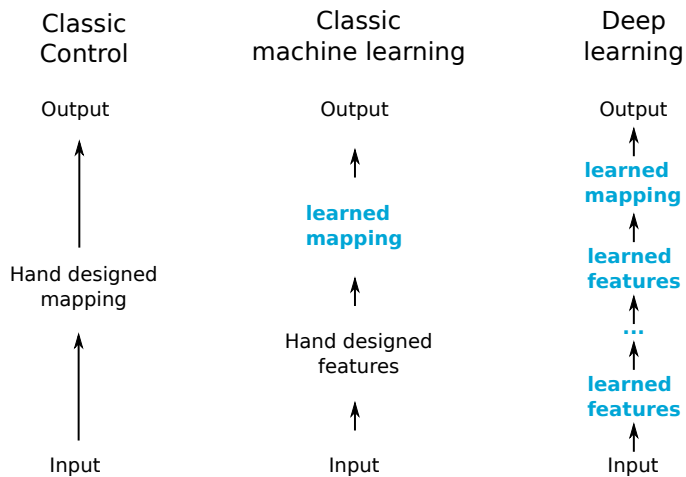 Classic
Control
Output
Hand designed
mapping
Input
Classic
machine learning
Output
learned
mapping
Hand designed
features
Input
Deep
learning
Output
learned
mapping
learned
features
...
learned
features
Input